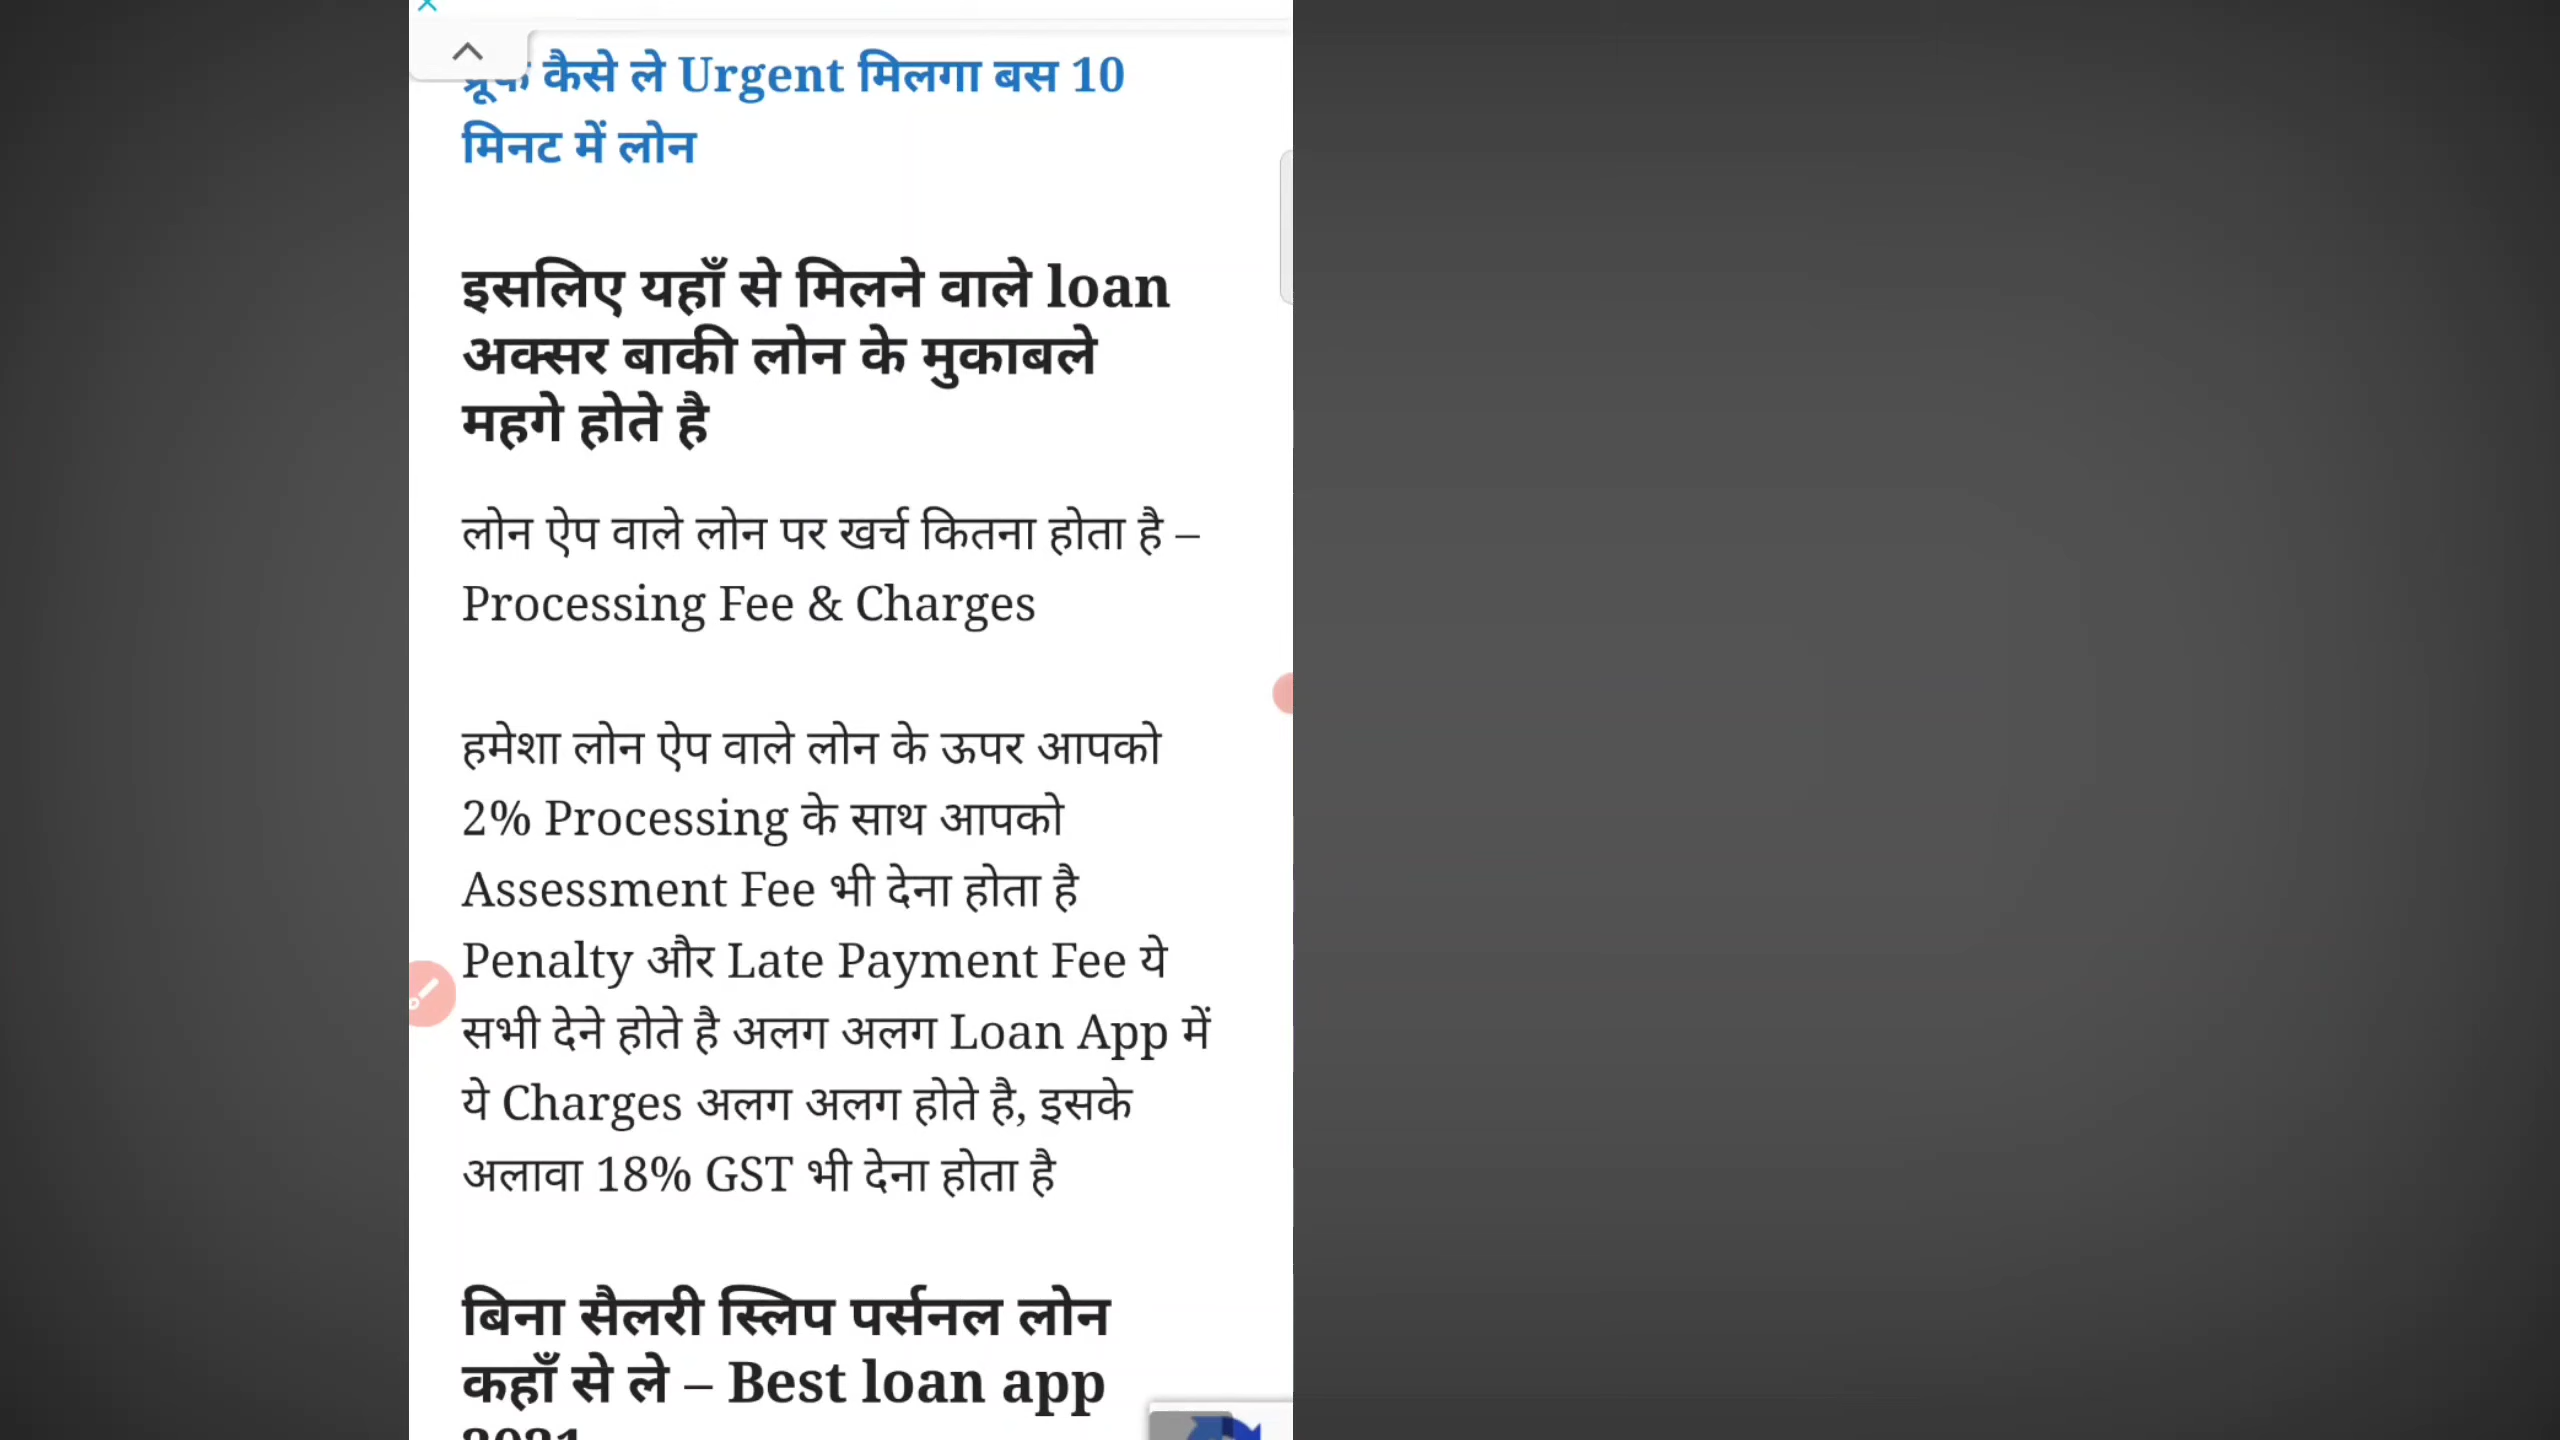 कैसे ले Urgent मिलगा बस 10
मिनट में लोन
इसलिए यहाँ से मिलने वाले loan
अक्सर बाकी लोन के मुकाबले
महगे होते है
लोन ऐप वाले लोन पर खर्च कितना होता है –
Processing Fee & Charges
हमेशा लोन ऐप वाले लोन के ऊपर आपको
2% Processing के साथ आपको
Assessment Fee भी देना होता है
Penalty और Late Payment Fee ये
सभी देने होते है अलग अलग Loan App में
ये Charges अलग अलग होते है, इसके
अलावा 18% GST भी देना होता है
बिना सैलरी स्लिप पर्सनल लोन
कहाँ से ले – Best loan app